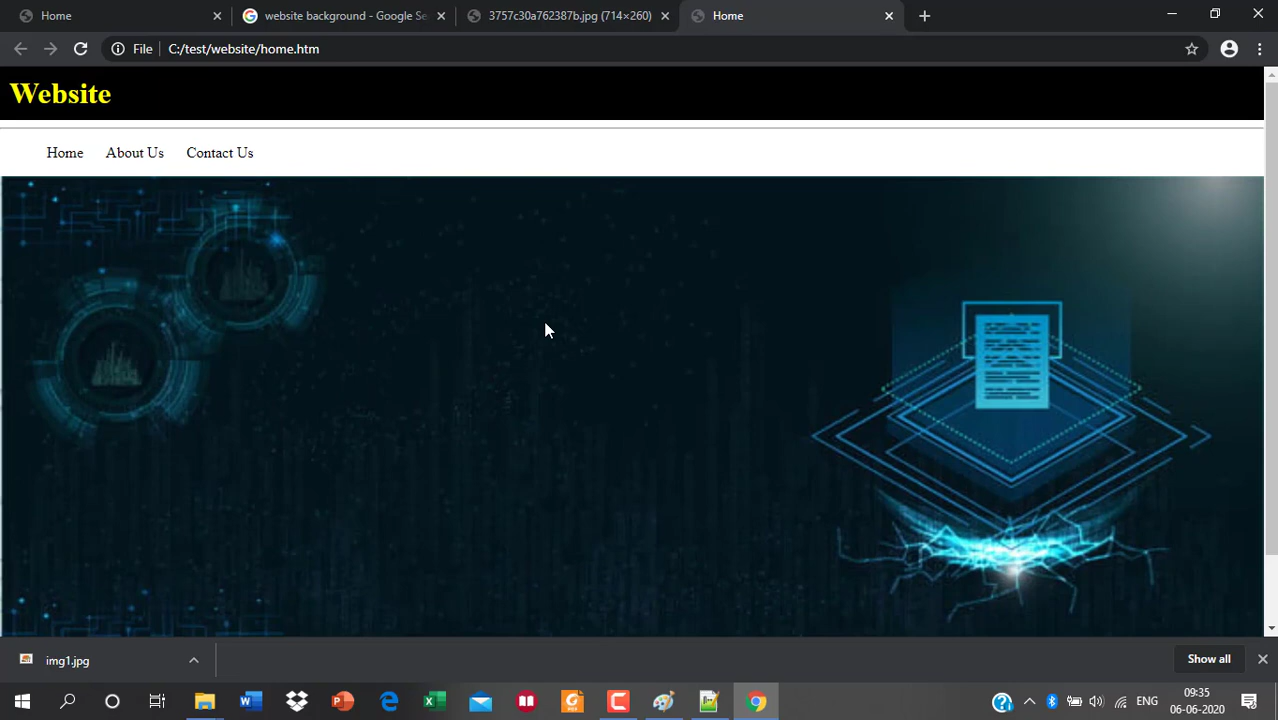 Home
website background - Google Se
3757c30a762387b.jpg (714×260)
Home
File
C:/test/website/home.htm
Website
Home About Us Contact Us
img1.jpg
Show all
ENG
09:35
06-06-2020